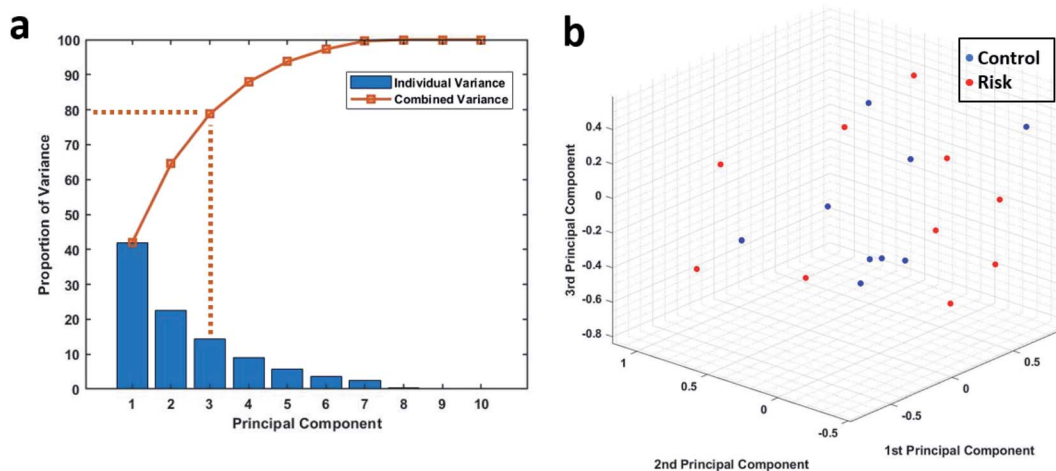 a
100
90
80
70
60
50
40
30
20
10
0
Proportion of Variance
Individual Variance
Combined Variance
1 2 3 4 5 6 7 8 9 10
Principal Component
b
Control
Risk
0.4
0.2
0
-0.2
-0.4
-0.6
-0.8
3rd Principal Component
1
0.5
0
-0.5
2nd Principal Component
-0.5
0
0.5
1st Principal Component